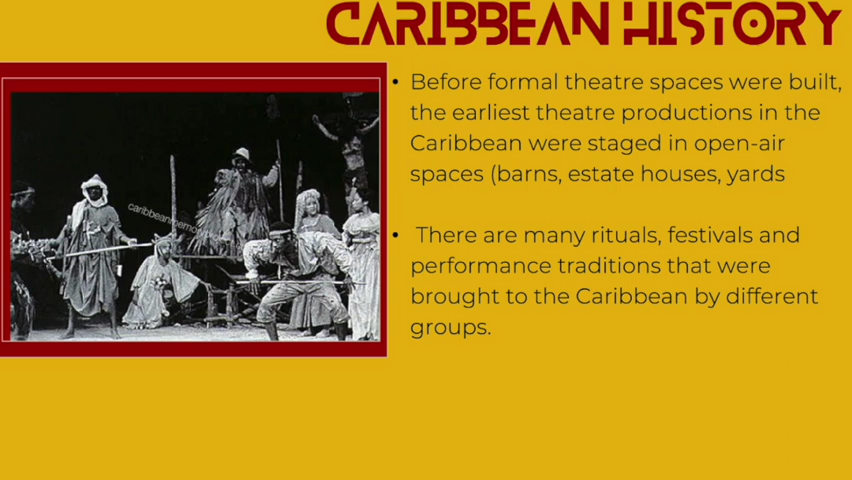 CARIBBEAN HISTORY
• Before formal theatre spaces were built,
the earliest theatre productions in the
Caribbean were staged in open-air
spaces (barns, estate houses, yards
• There are many rituals, festivals and
performance traditions that were
brought to the Caribbean by different
groups.